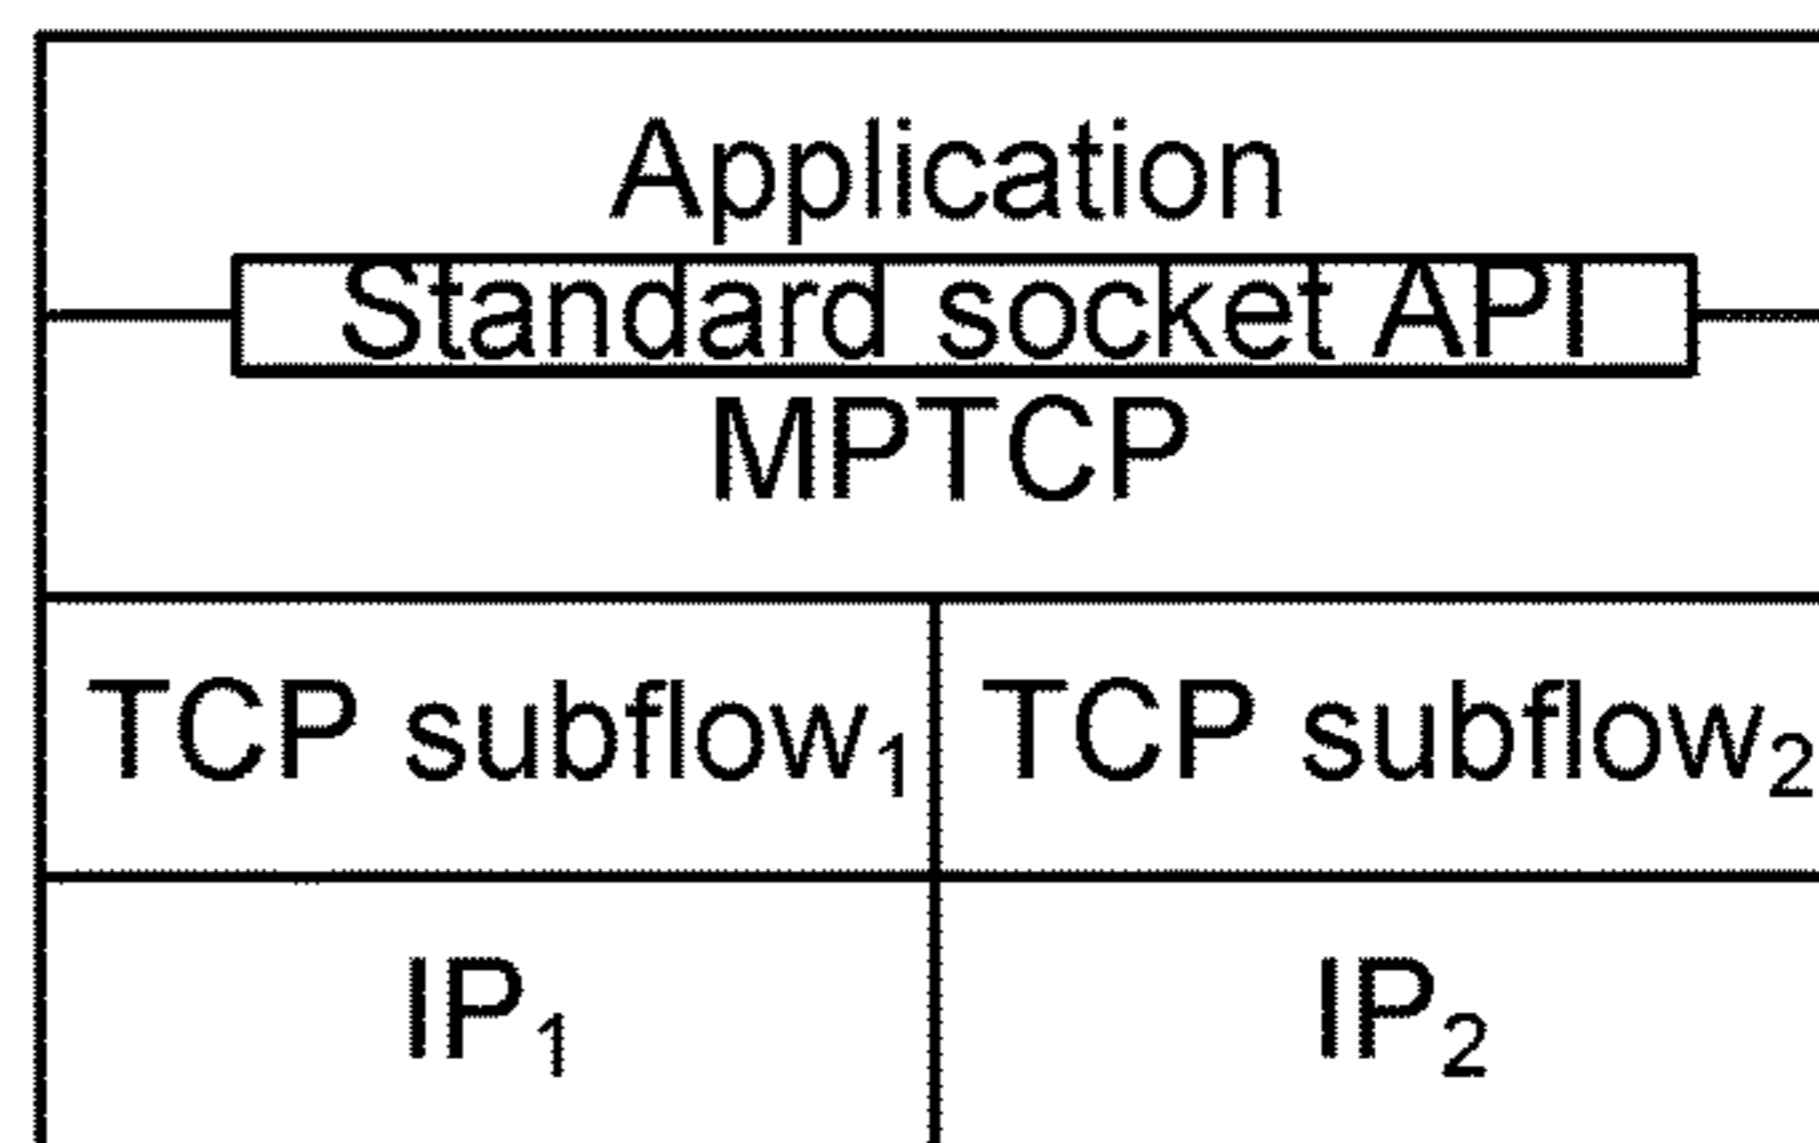 Application
Standard socket API
MPTCP
TCP subflow₁ TCP subflow₂
IP₁ IP₂